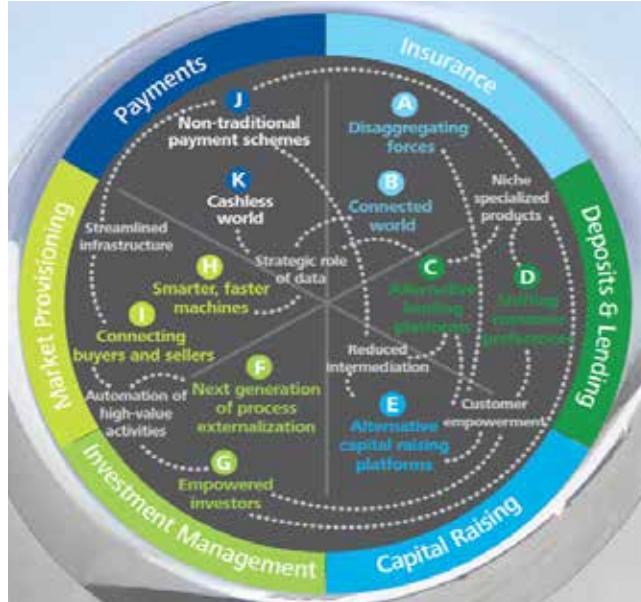 Payments
Insurance
Deposits & Lending
Capital Raising
Investment Management
Market Provisioning
J
Non-traditional
payment schemes
K
Cashless
world
A
Disaggregating
forces
B
Connected
world
Niche
specialized
products
Streamlined
infrastructure
Strategic role
of data
H
Smarter, faster
machines
I
Connecting
buyers and sellers
C
Alternative
lending
platforms
D
Shifting
customer
preferences
Reduced
intermediation
F
Next generation
of process
externalization
Automation of
high-value
activities
G
Empowered
investors
E
Alternative
capital raising
platforms
Customer
empowerment